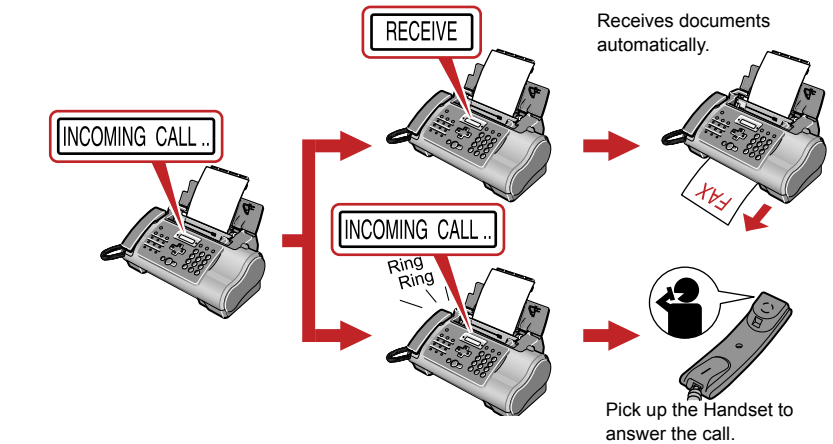 INCOMING CALL ..
RECEIVE
Receives documents
automatically.
FAX
INCOMING CALL ..
Ring
Ring
Pick up the Handset to
answer the call.